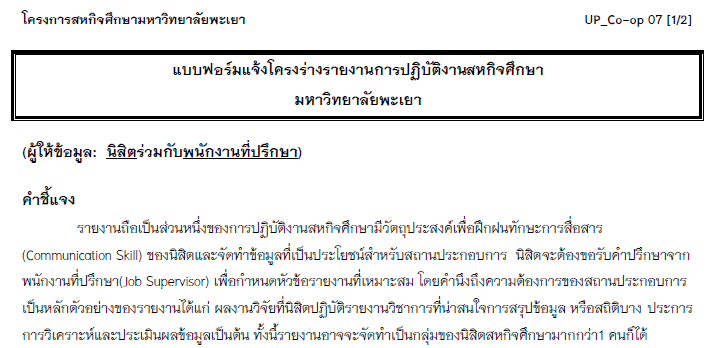 โครงการสหกิจศึกษามหาวิทยาลัยพะเยา UP_Co-op 07 [1/2]
แบบฟอร์มแจ้งโครงร่างรายงานการปฏิบัติงานสหกิจศึกษา
มหาวิทยาลัยพะเยา
(ผู้ให้ข้อมูล: นิสิตร่วมกับพนักงานที่ปรึกษา)
คำชี้แจง
รายงานถือเป็นส่วนหนึ่งของการปฏิบัติงานสหกิจศึกษามีวัตถุประสงค์เพื่อฝึกฝนทักษะการสื่อสาร
(Communication Skill) ของนิสิตและจัดทำข้อมูลที่เป็นประโยชน์สำหรับสถานประกอบการ นิสิตจะต้องขอรับคำปรึกษาจาก
พนักงานที่ปรึกษา(Job Supervisor) เพื่อกำหนดหัวข้อรายงานที่เหมาะสม โดยคำนึงถึงความต้องการของสถานประกอบการ
เป็นหลักตัวอย่างของรายงานได้แก่ ผลงานวิจัยที่นิสิตปฏิบัติรายงานวิชาการที่น่าสนใจการสรุปข้อมูล หรือสถิติบาง ประการ
การวิเคราะห์และประเมินผลข้อมูลเป็นต้น ทั้งนี้รายงานอาจจะจัดทำเป็นกลุ่มของนิสิตสหกิจศึกษามากกว่า1 คนก็ได้